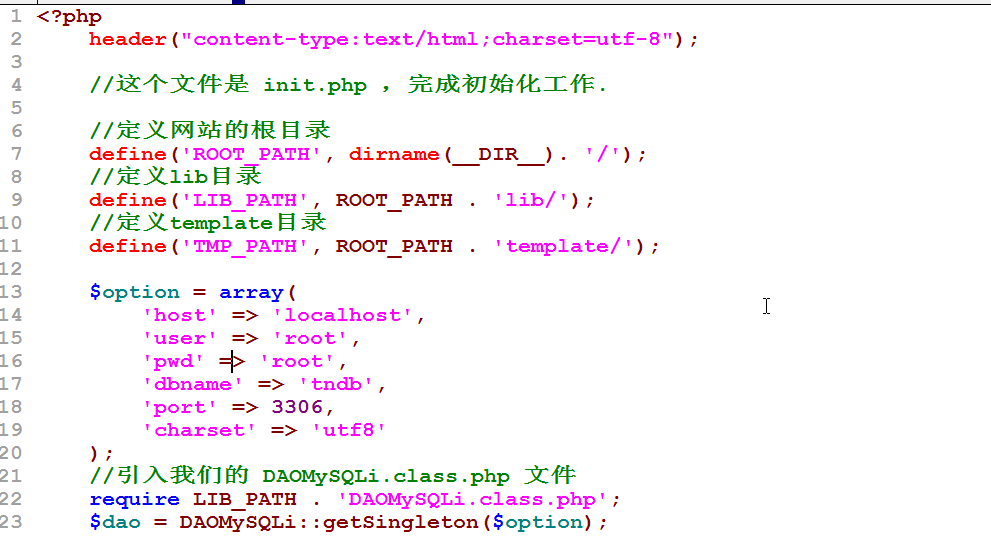 1 <?php
2 header("content-type:text/html;charset=utf-8");
3
4 //这个文件是 init.php ，完成初始化工作.
5
6 //定义网站的根目录
7 define('ROOT_PATH', dirname(__DIR__). '/');
8 //定义lib目录
9 define('LIB_PATH', ROOT_PATH . 'lib/');
10 //定义template目录
11 define('TMP_PATH', ROOT_PATH . 'template/');
12
13 $option = array(
14 'host' => 'localhost',
15 'user' => 'root',
16 'pwd' => 'root',
17 'dbname' => 'tndb',
18 'port' => 3306,
19 'charset' => 'utf8'
20 );
21 //引入我们的 DAOMySQLi.class.php 文件
22 require LIB_PATH . 'DAOMySQLi.class.php';
23 $dao = DAOMySQLi::getSingleton($option);